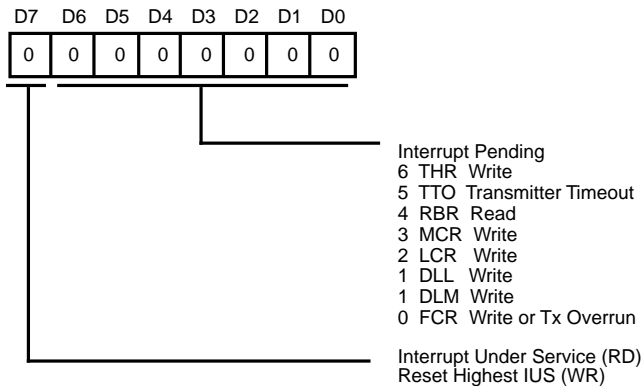 D7 D6 D5 D4 D3 D2 D1 D0
0 0 0 0 0 0 0 0
Interrupt Pending
6 THR Write
5 TTO Transmitter Timeout
4 RBR Read
3 MCR Write
2 LCR Write
1 DLL Write
1 DLM Write
0 FCR Write or Tx Overrun
Interrupt Under Service (RD)
Reset Highest IUS (WR)